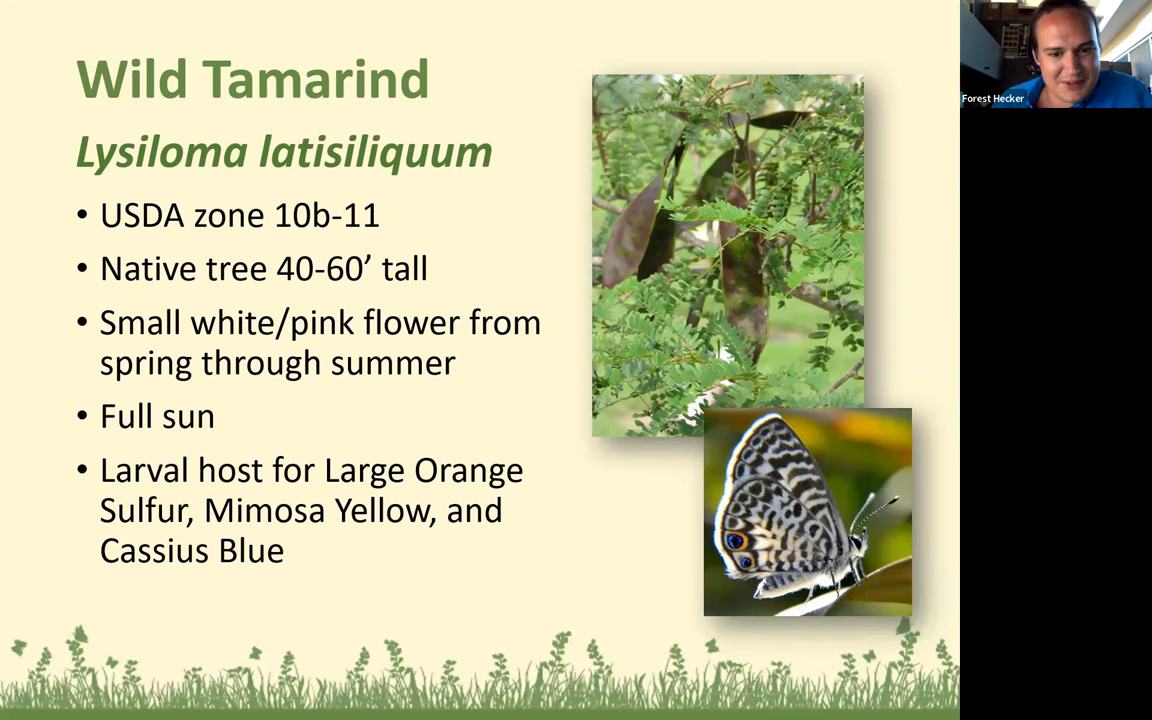 Wild Tamarind
Lysiloma latisiliquum
• USDA zone 10b-11
• Native tree 40-60’ tall
• Small white/pink flower from
spring through summer
• Full sun
• Larval host for Large Orange
Sulfur, Mimosa Yellow, and
Cassius Blue
Forest Hecker